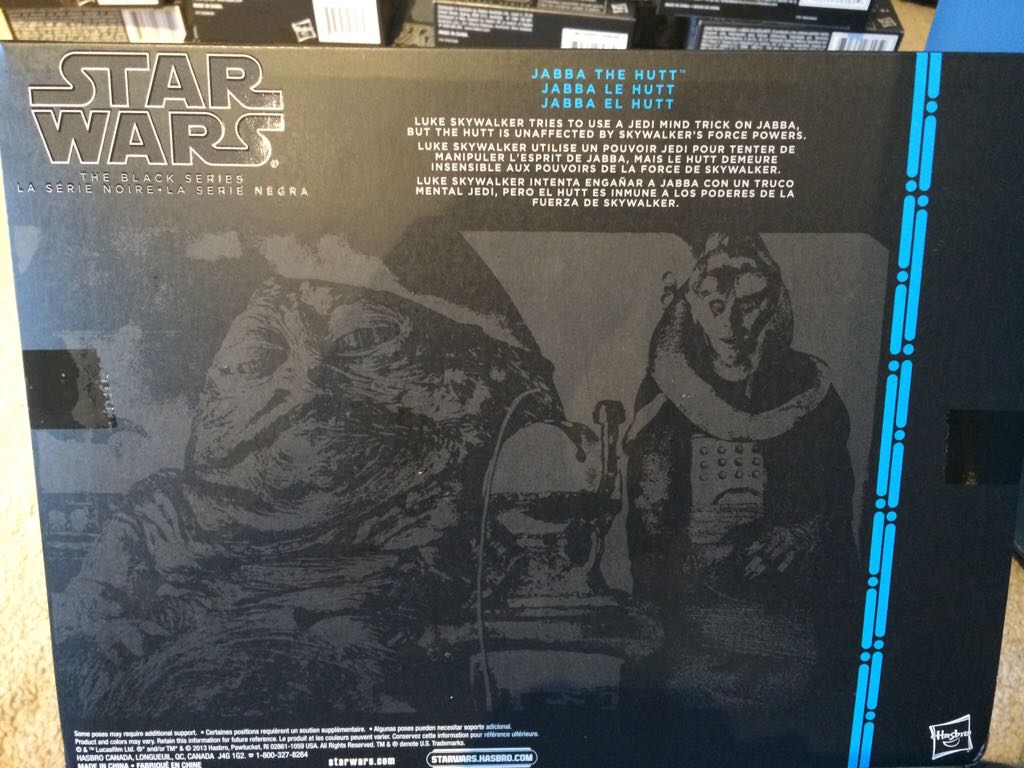 STAR
WARS®
THE BLACK SERIES
LA SÉRIE NOIRE • LA SERIE NEGRA
JABBA THE HUTT™
JABBA LE HUTT
JABBA EL HUTT
LUKE SKYWALKER TRIES TO USE A JEDI MIND TRICK ON JABBA,
BUT THE HUTT IS UNAFFECTED BY SKYWALKER'S FORCE POWERS.
LUKE SKYWALKER UTILISE UN POUVOIR JEDI POUR TENTER DE
MANIPULER L'ESPRIT DE JABBA, MAIS LE HUTT DEMEURE
INSENSIBLE AUX POUVOIRS DE LA FORCE DE SKYWALKER.
LUKE SKYWALKER INTENTA ENGAÑAR A JABBA CON UN TRUCO
MENTAL JEDI, PERO EL HUTT ES INMUNE A LOS PODERES DE LA
FUERZA DE SKYWALKER.
Some poses may require additional support. • Certaines positions requièrent un soutien supplémentaire. • Algunas poses pueden necesitar soporte adicional.
Product and colors may vary. Retain this information for future reference. Le produit et les couleurs peuvent varier. Conservez cette information pour référence ultérieure.
© & ™ Lucasfilm Ltd. ®* and/or TM* & © 2013 Hasbro, Pawtucket, RI 02861-1059 USA. All Rights Reserved. TM & ® denote U.S. Trademarks.
HASBRO CANADA, LONGUEUIL, QC, CANADA J4G 1G2. ☎ 1-800-327-8264
MADE IN CHINA • FABRIQUÉ EN CHINE
starwars.com
STARWARS.HASBRO.COM
Hasbro